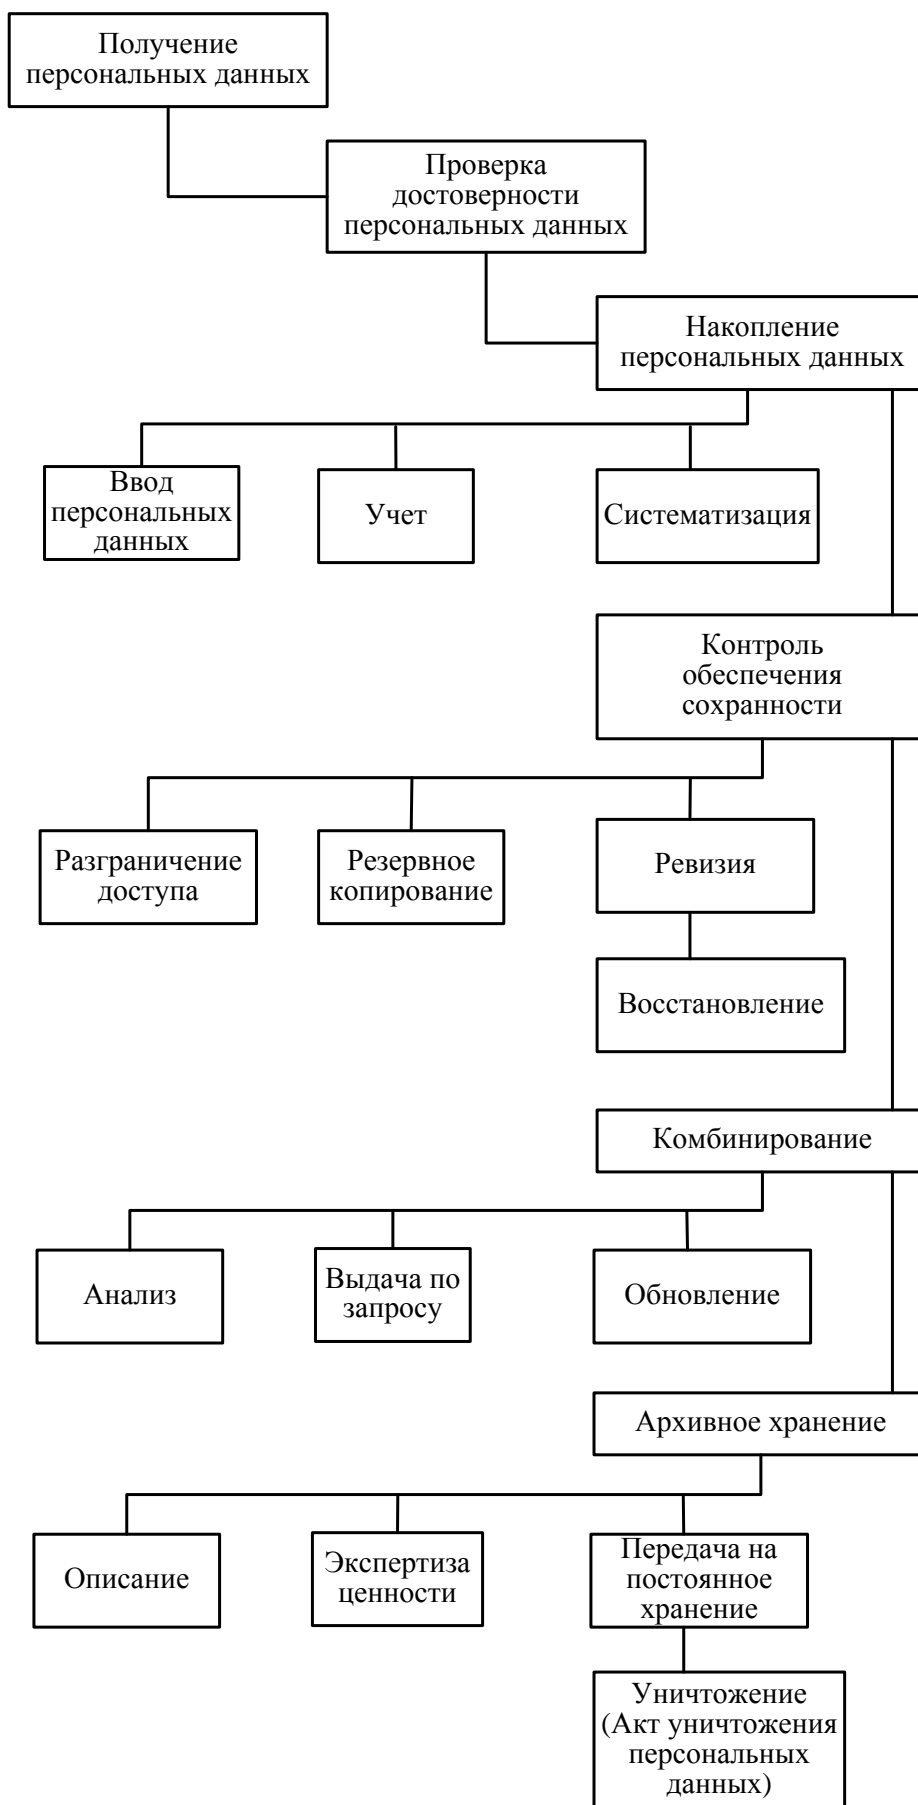 Получение
персональных данных
Проверка
достоверности
персональных данных
Накопление
персональных данных
Ввод
персональных
данных
Учет
Систематизация
Контроль
обеспечения
сохранности
Разграничение
доступа
Резервное
копирование
Ревизия
Восстановление
Комбинирование
Анализ
Выдача по
запросу
Обновление
Архивное хранение
Описание
Экспертиза
ценности
Передача на
постоянное
хранение
Уничтожение
(Акт уничтожения
персональных
данных)